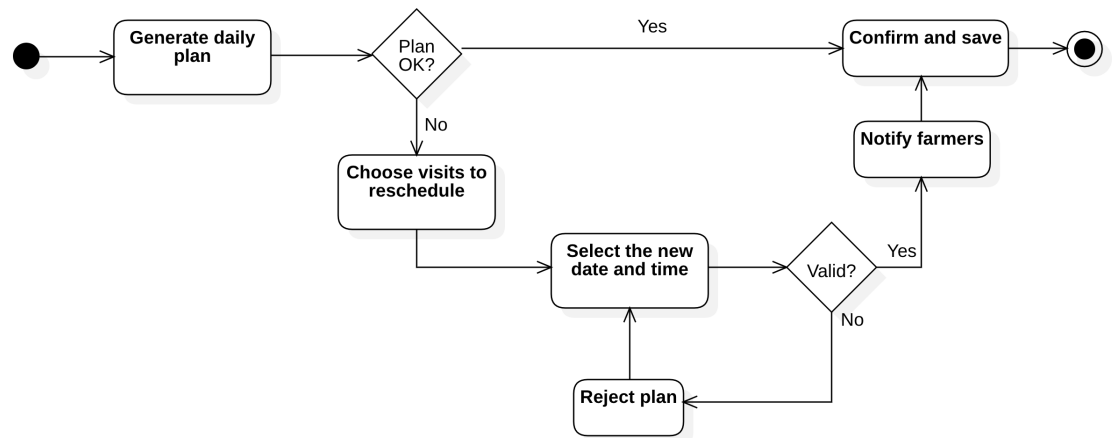 Generate daily
plan
Plan
OK?
Yes
Confirm and save
No
Notify farmers
Choose visits to
reschedule
Select the new
date and time
Valid?
Yes
No
Reject plan